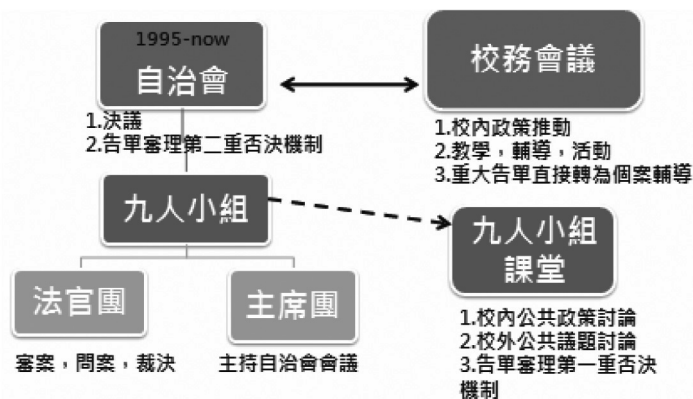 1995-now
自治會
校務會議
1.決議
2.告單審理第二重否決機制
1.校內政策推動
2.教學，輔導，活動
3.重大告單直接轉為個案輔導
九人小組
九人小組
課堂
法官團
主席團
審案，問案，裁決
主持自治會會議
1.校內公共政策討論
2.校外公共議題討論
3.告單審理第一重否決
機制